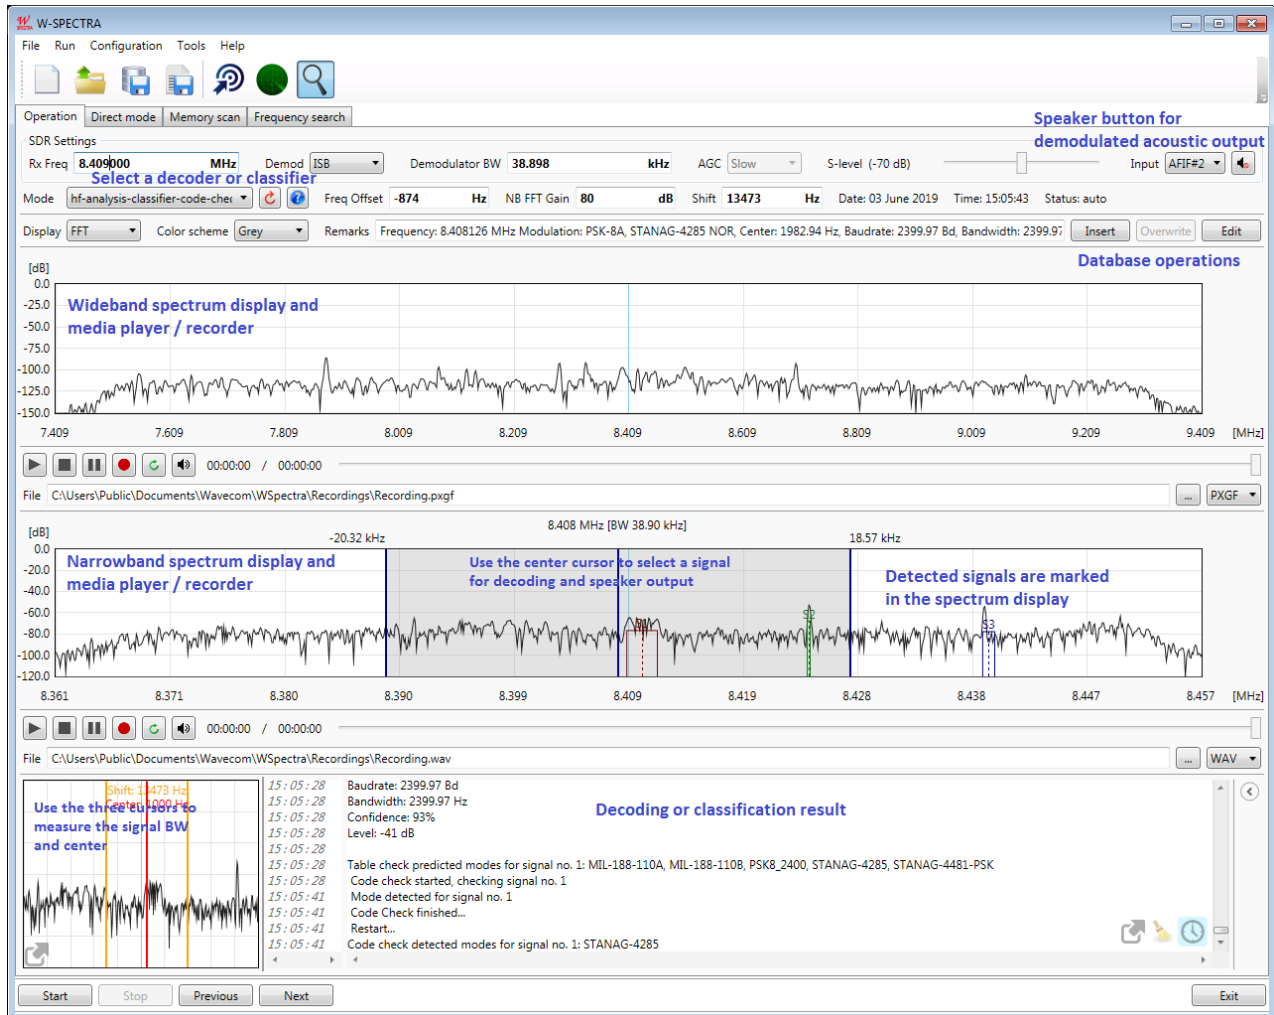 W-SPECTRA
File Run Configuration Tools Help
Operation Direct mode Memory scan Frequency search
Speaker button for
demodulated acoustic output
SDR Settings
Rx Freq 8.409000 MHz Demod ISB Demodulator BW 38.898 kHz AGC Slow S-level (-70 dB) Input AFIF#2
Select a decoder or classifier
Mode hf-analysis-classifier-code-chec Freq Offset -874 Hz NB FFT Gain 80 dB Shift 13473 Hz Date: 03 June 2019 Time: 15:05:43 Status: auto
Display FFT Color scheme Grey Remarks Frequency: 8.408126 MHz Modulation: PSK-8A, STANAG-4285 NOR, Center: 1982.94 Hz, Baudrate: 2399.97 Bd, Bandwidth: 2399.97 Insert Overwrite Edit
Database operations
[dB]
0.0
-25.0
-50.0
-75.0
-100.0
-125.0
-150.0
Wideband spectrum display and
media player / recorder
7.409 7.609 7.809 8.009 8.209 8.409 8.609 8.809 9.009 9.209 9.409 [MHz]
00:00:00 / 00:00:00
File C:\Users\Public\Documents\Wavecom\WSpectra\Recordings\Recording.pxgf ... PXGF
8.408 MHz [BW 38.90 kHz]
[dB] -20.32 kHz 18.57 kHz
0.0
-20.0
-40.0
-60.0
-80.0
-100.0
-120.0
Narrowband spectrum display and
media player / recorder
Use the center cursor to select a signal
for decoding and speaker output
Detected signals are marked
in the spectrum display
S2
S3
8.361 8.371 8.380 8.390 8.399 8.409 8.419 8.428 8.438 8.447 8.457 [MHz]
00:00:00 / 00:00:00
File C:\Users\Public\Documents\Wavecom\WSpectra\Recordings\Recording.wav ... WAV
Shift: 13473 Hz
Center: 1000 Hz
Use the three cursors to
measure the signal BW
and center
15:05:28 Baudrate: 2399.97 Bd
15:05:28 Bandwidth: 2399.97 Hz
15:05:28 Confidence: 93%
15:05:28 Level: -41 dB
15:05:28
15:05:28 Table check predicted modes for signal no. 1: MIL-188-110A, MIL-188-110B, PSK8_2400, STANAG-4285, STANAG-4481-PSK
15:05:28 Code check started, checking signal no. 1
15:05:41 Mode detected for signal no. 1
15:05:41 Code Check finished...
15:05:41 Restart...
15:05:41 Code check detected modes for signal no. 1: STANAG-4285
Decoding or classification result
Start Stop Previous Next Exit